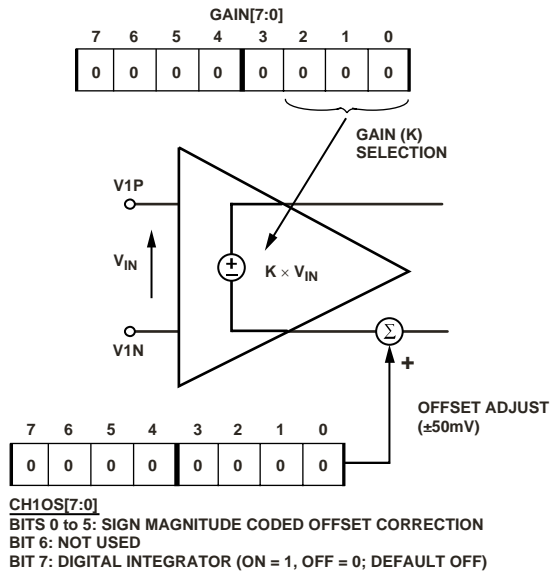 GAIN[7:0]
7 6 5 4 3 2 1 0
0 0 0 0 0 0 0 0
GAIN (K)
SELECTION
V1P
VIN
K × VIN
V1N
Σ
+
OFFSET ADJUST
(±50mV)
7 6 5 4 3 2 1 0
0 0 0 0 0 0 0 0
CH1OS[7:0]
BITS 0 to 5: SIGN MAGNITUDE CODED OFFSET CORRECTION
BIT 6: NOT USED
BIT 7: DIGITAL INTEGRATOR (ON = 1, OFF = 0; DEFAULT OFF)